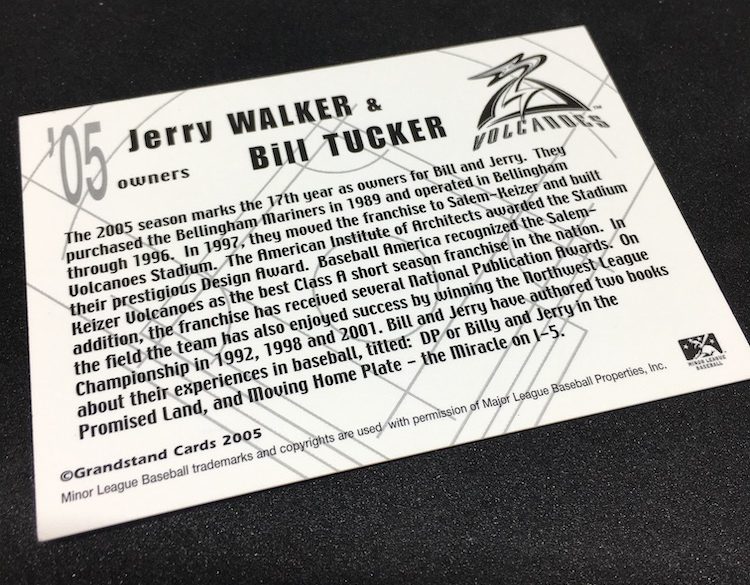 '05
Jerry WALKER &
Bill TUCKER
owners
VOLCANOES™
The 2005 season marks the 17th year as owners for Bill and Jerry. They
purchased the Bellingham Mariners in 1989 and operated in Bellingham
through 1996. In 1997, they moved the franchise to Salem-Keizer and built
Volcanoes Stadium. The American Institute of Architects awarded the Stadium
their prestigious Design Award. Baseball America recognized the Salem-
Keizer Volcanoes as the best Class A short season franchise in the nation. In
addition, the franchise has received several National Publication Awards. On
the field the team has also enjoyed success by winning the Northwest League
Championship in 1992, 1998 and 2001. Bill and Jerry have authored two books
about their experiences in baseball, titled: DP or Billy and Jerry in the
Promised Land, and Moving Home Plate - the Miracle on I-5.
MINOR LEAGUE
BASEBALL
©Grandstand Cards 2005
Minor League Baseball trademarks and copyrights are used with permission of Major League Baseball Properties, Inc.